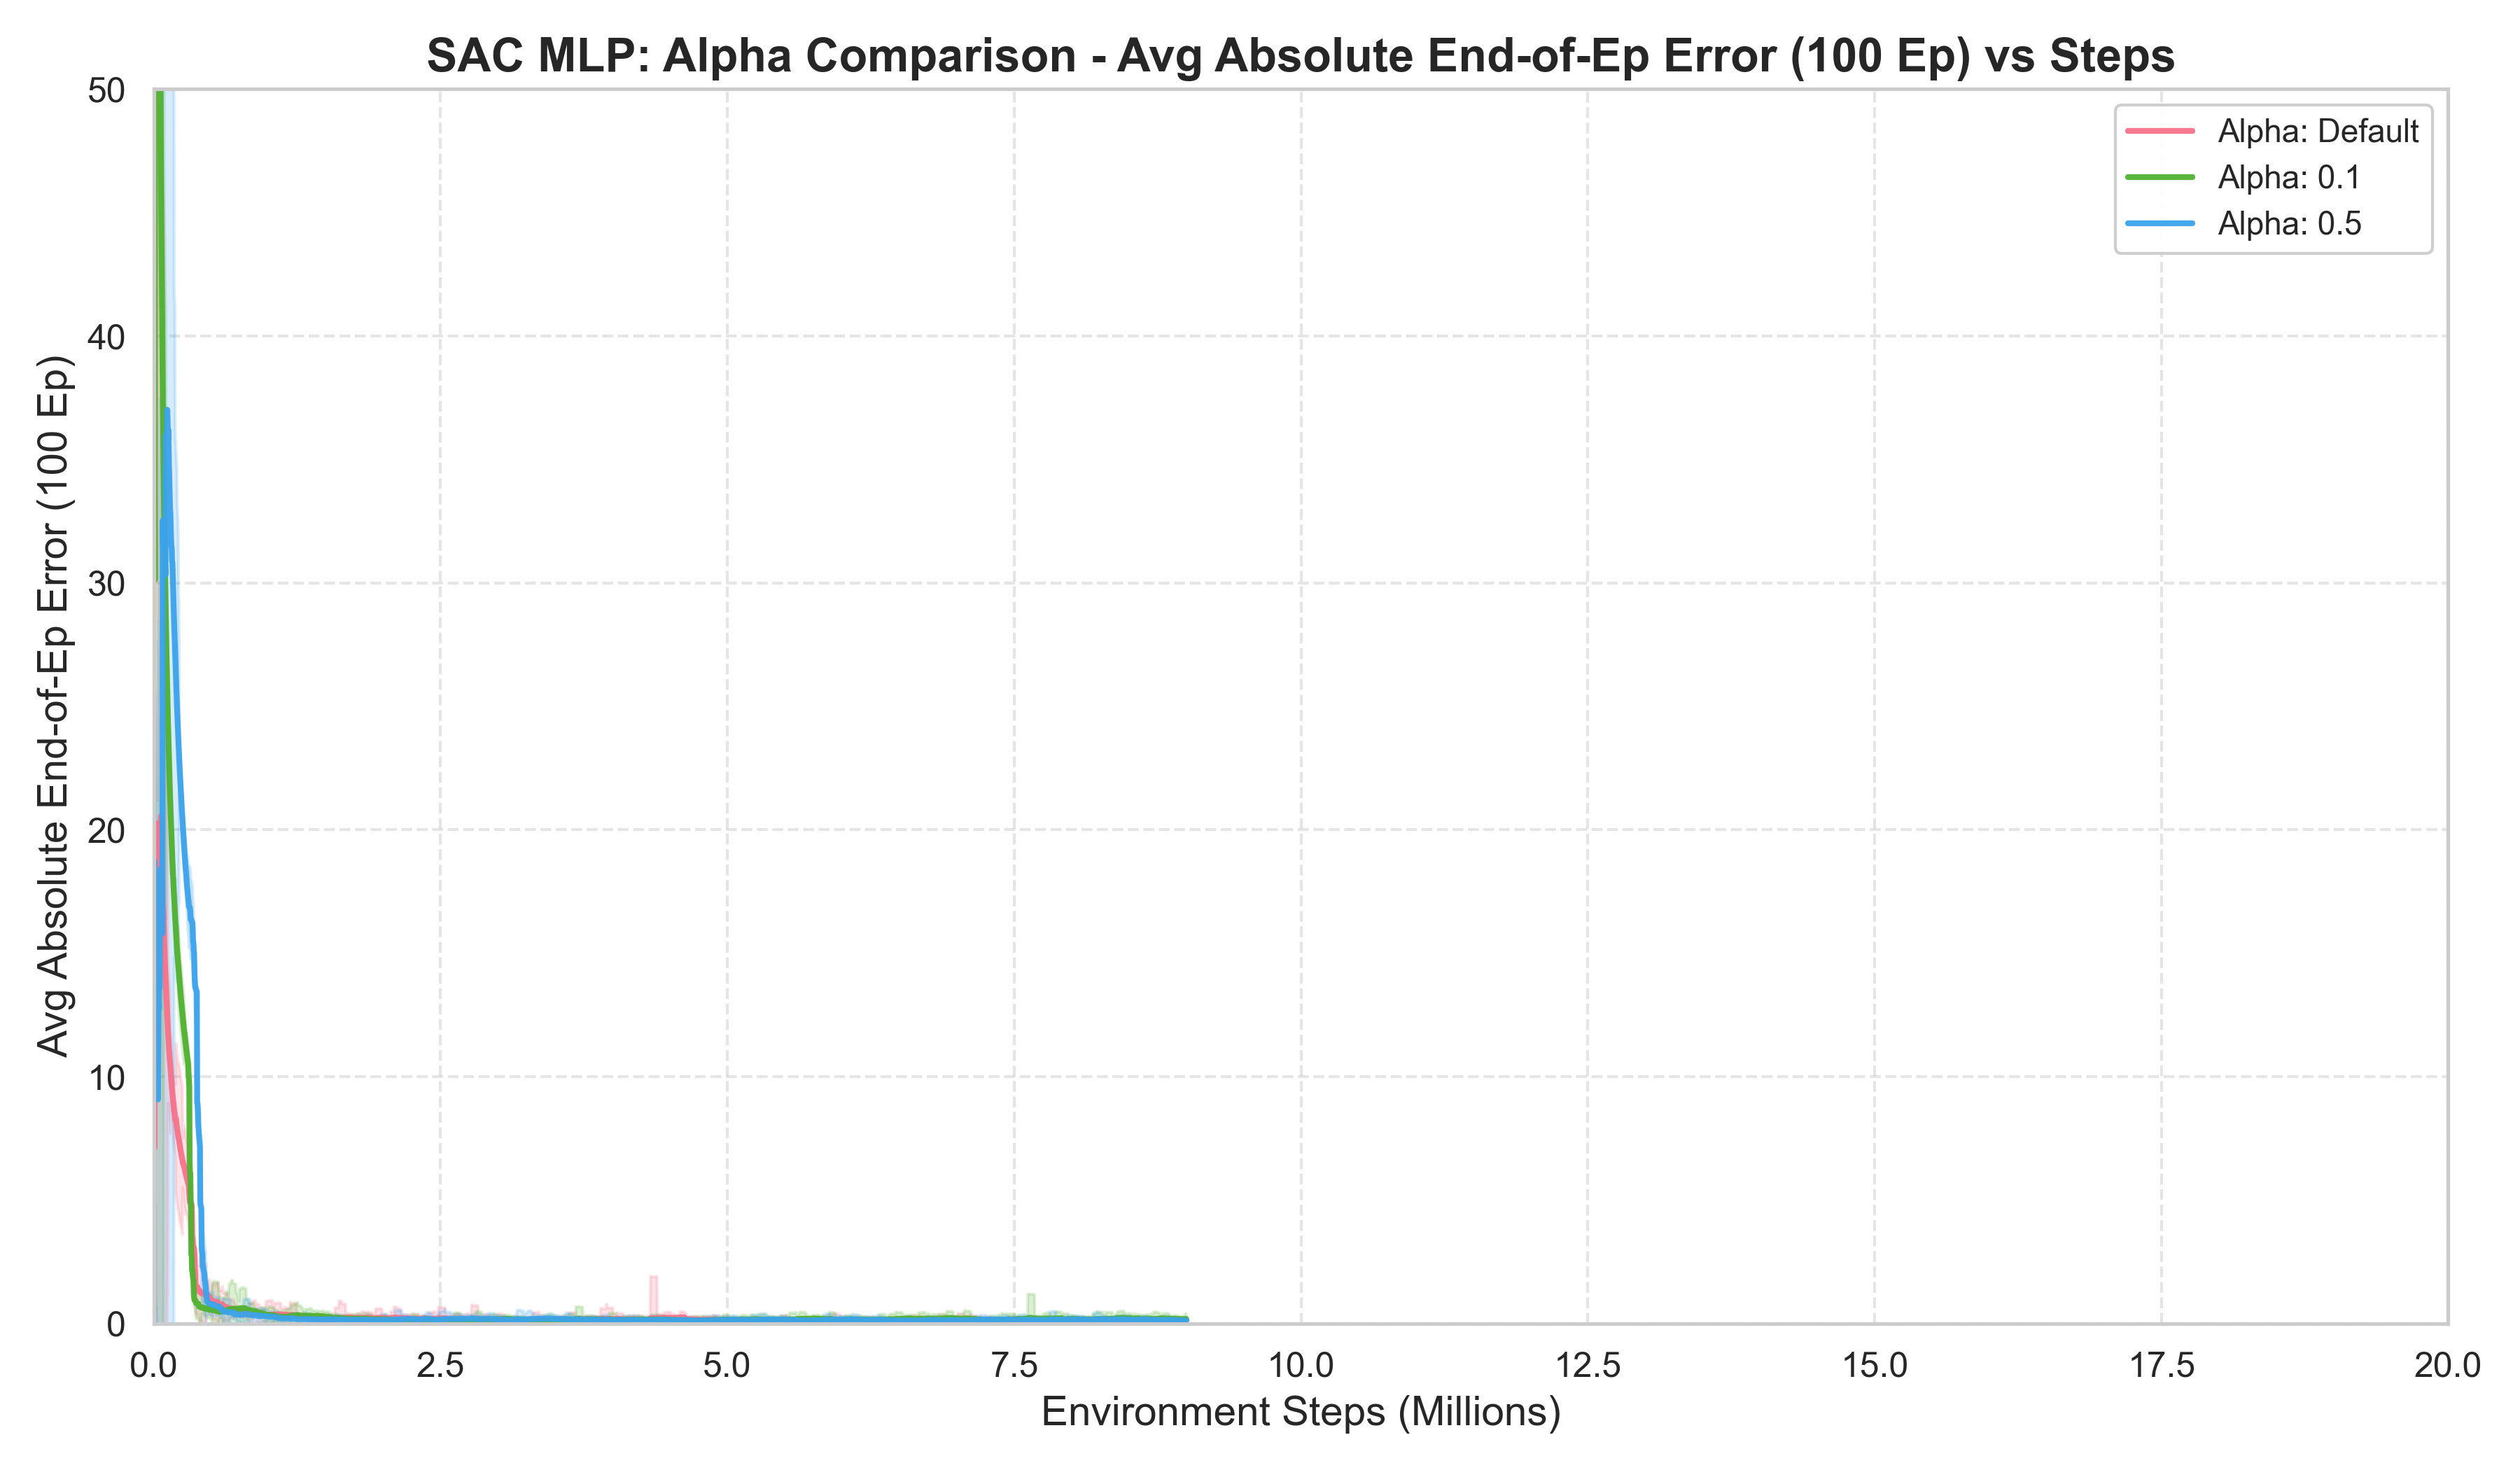 SAC MLP: Alpha Comparison - Avg Absolute End-of-Ep Error (100 Ep) vs Steps
Alpha: Default
Alpha: 0.1
Alpha: 0.5
Avg Absolute End-of-Ep Error (100 Ep)
50
40
30
20
10
0
0.0 2.5 5.0 7.5 10.0 12.5 15.0 17.5 20.0
Environment Steps (Millions)